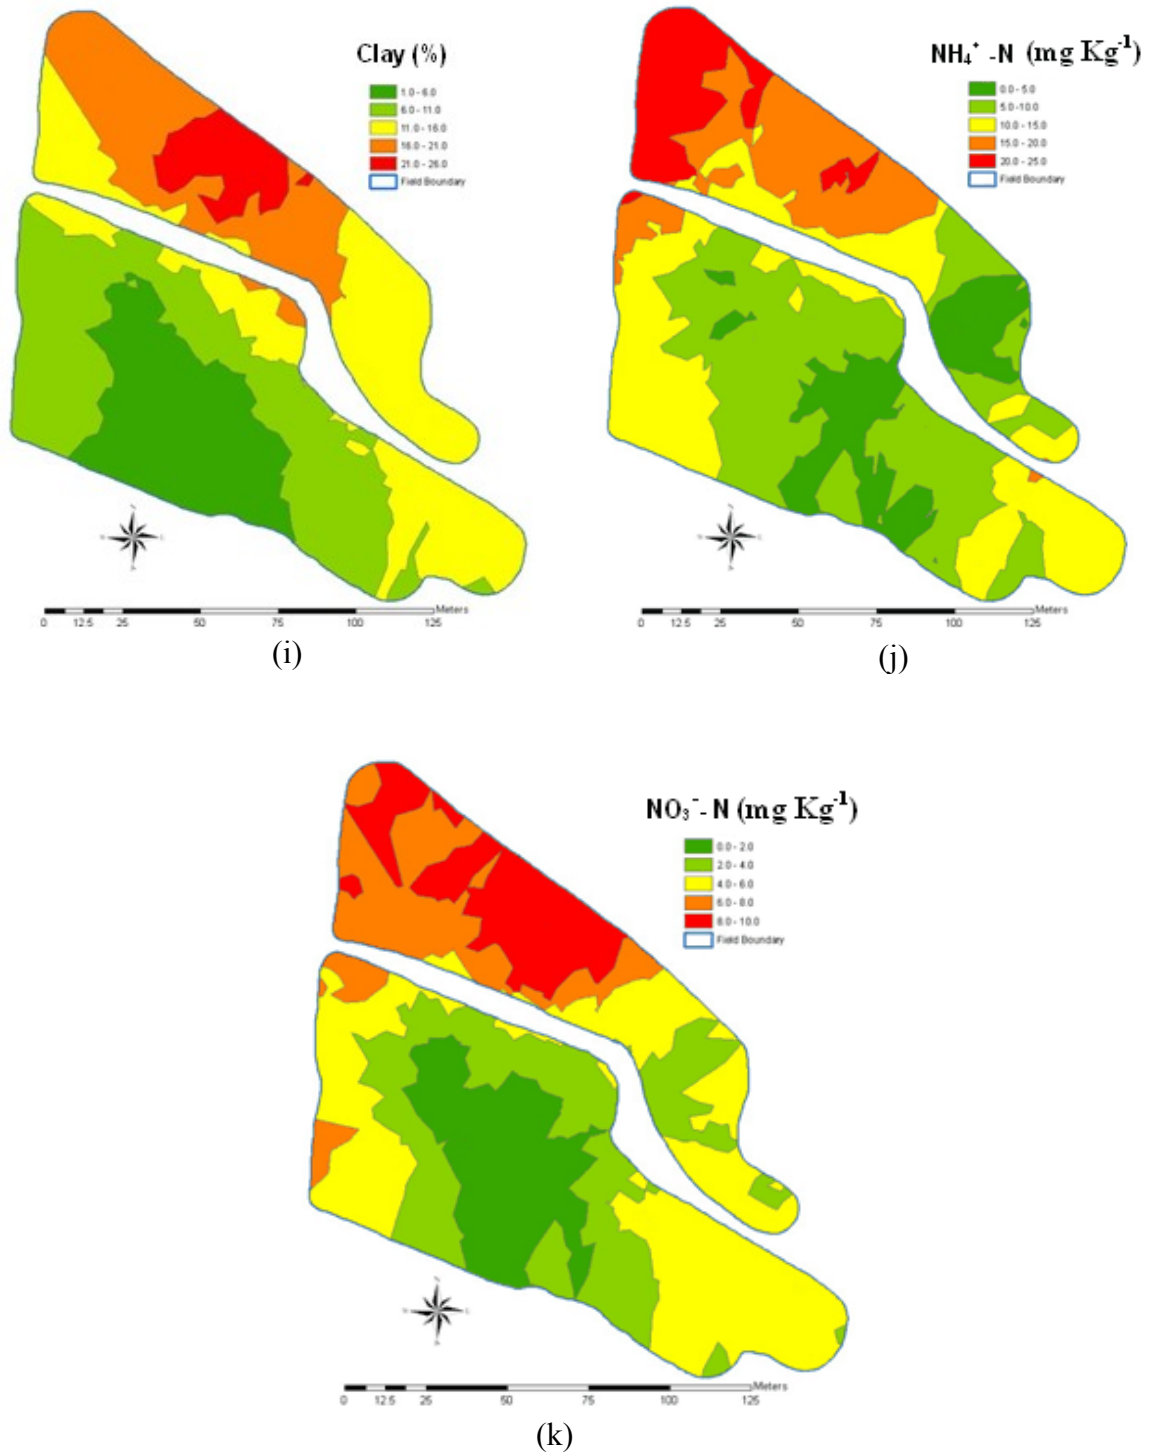 Clay (%)
1.0 - 6.0
6.0 - 11.0
11.0 - 16.0
16.0 - 21.0
21.0 - 26.0
Field Boundary
Meters
0 12.5 25 50 75 100 125
(i)
NH₄⁺ -N (mg Kg⁻¹)
0.0 - 5.0
5.0 -10.0
10.0 - 15.0
15.0 - 20.0
20.0 - 25.0
Field Boundary
Meters
0 12.5 25 50 75 100 125
(j)
NO₃⁻- N (mg Kg⁻¹)
0.0 - 2.0
2.0 - 4.0
4.0 - 6.0
6.0 - 8.0
8.0 - 10.0
Field Boundary
Meters
0 12.5 25 50 75 100 125
(k)